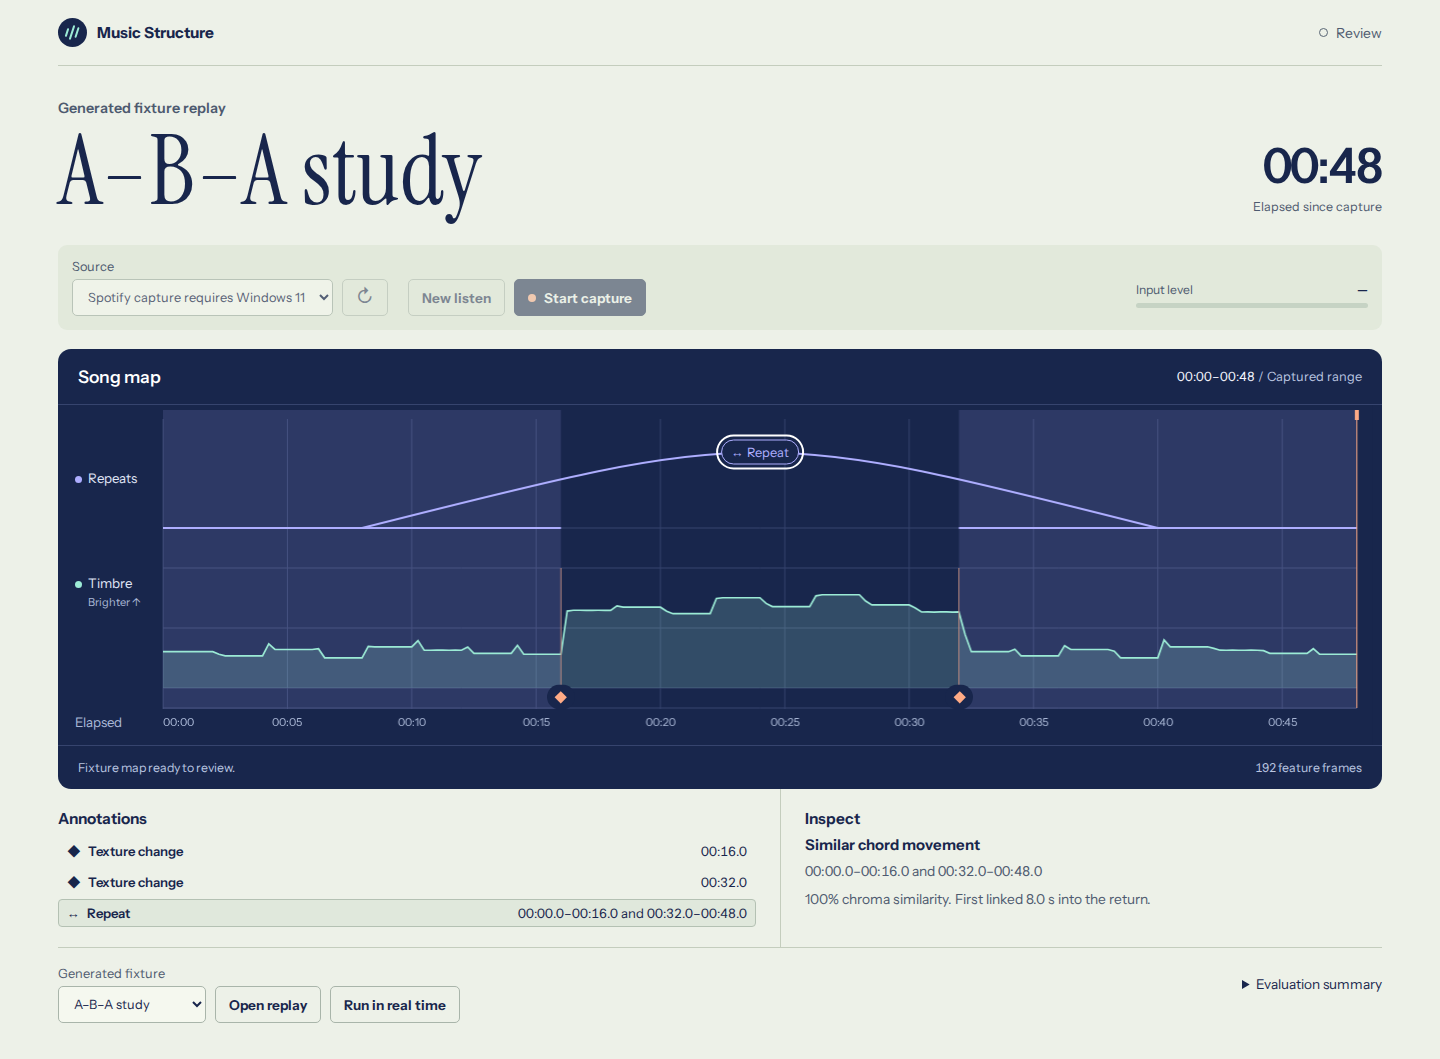 Music Structure
Review
Generated fixture replay
A–B–A study
00:48
Elapsed since capture
Source
Spotify capture requires Windows 11
New listen
Start capture
Input level
–
Song map
00:00–00:48 / Captured range
Repeats
↔ Repeat
Timbre
Brighter ↑
Elapsed
00:00 00:05 00:10 00:15 00:20 00:25 00:30 00:35 00:40 00:45
Fixture map ready to review.
192 feature frames
Annotations
Texture change 00:16.0
Texture change 00:32.0
↔ Repeat 00:00.0–00:16.0 and 00:32.0–00:48.0
Inspect
Similar chord movement
00:00.0–00:16.0 and 00:32.0–00:48.0
100% chroma similarity. First linked 8.0 s into the return.
Generated fixture
A–B–A study
Open replay
Run in real time
Evaluation summary